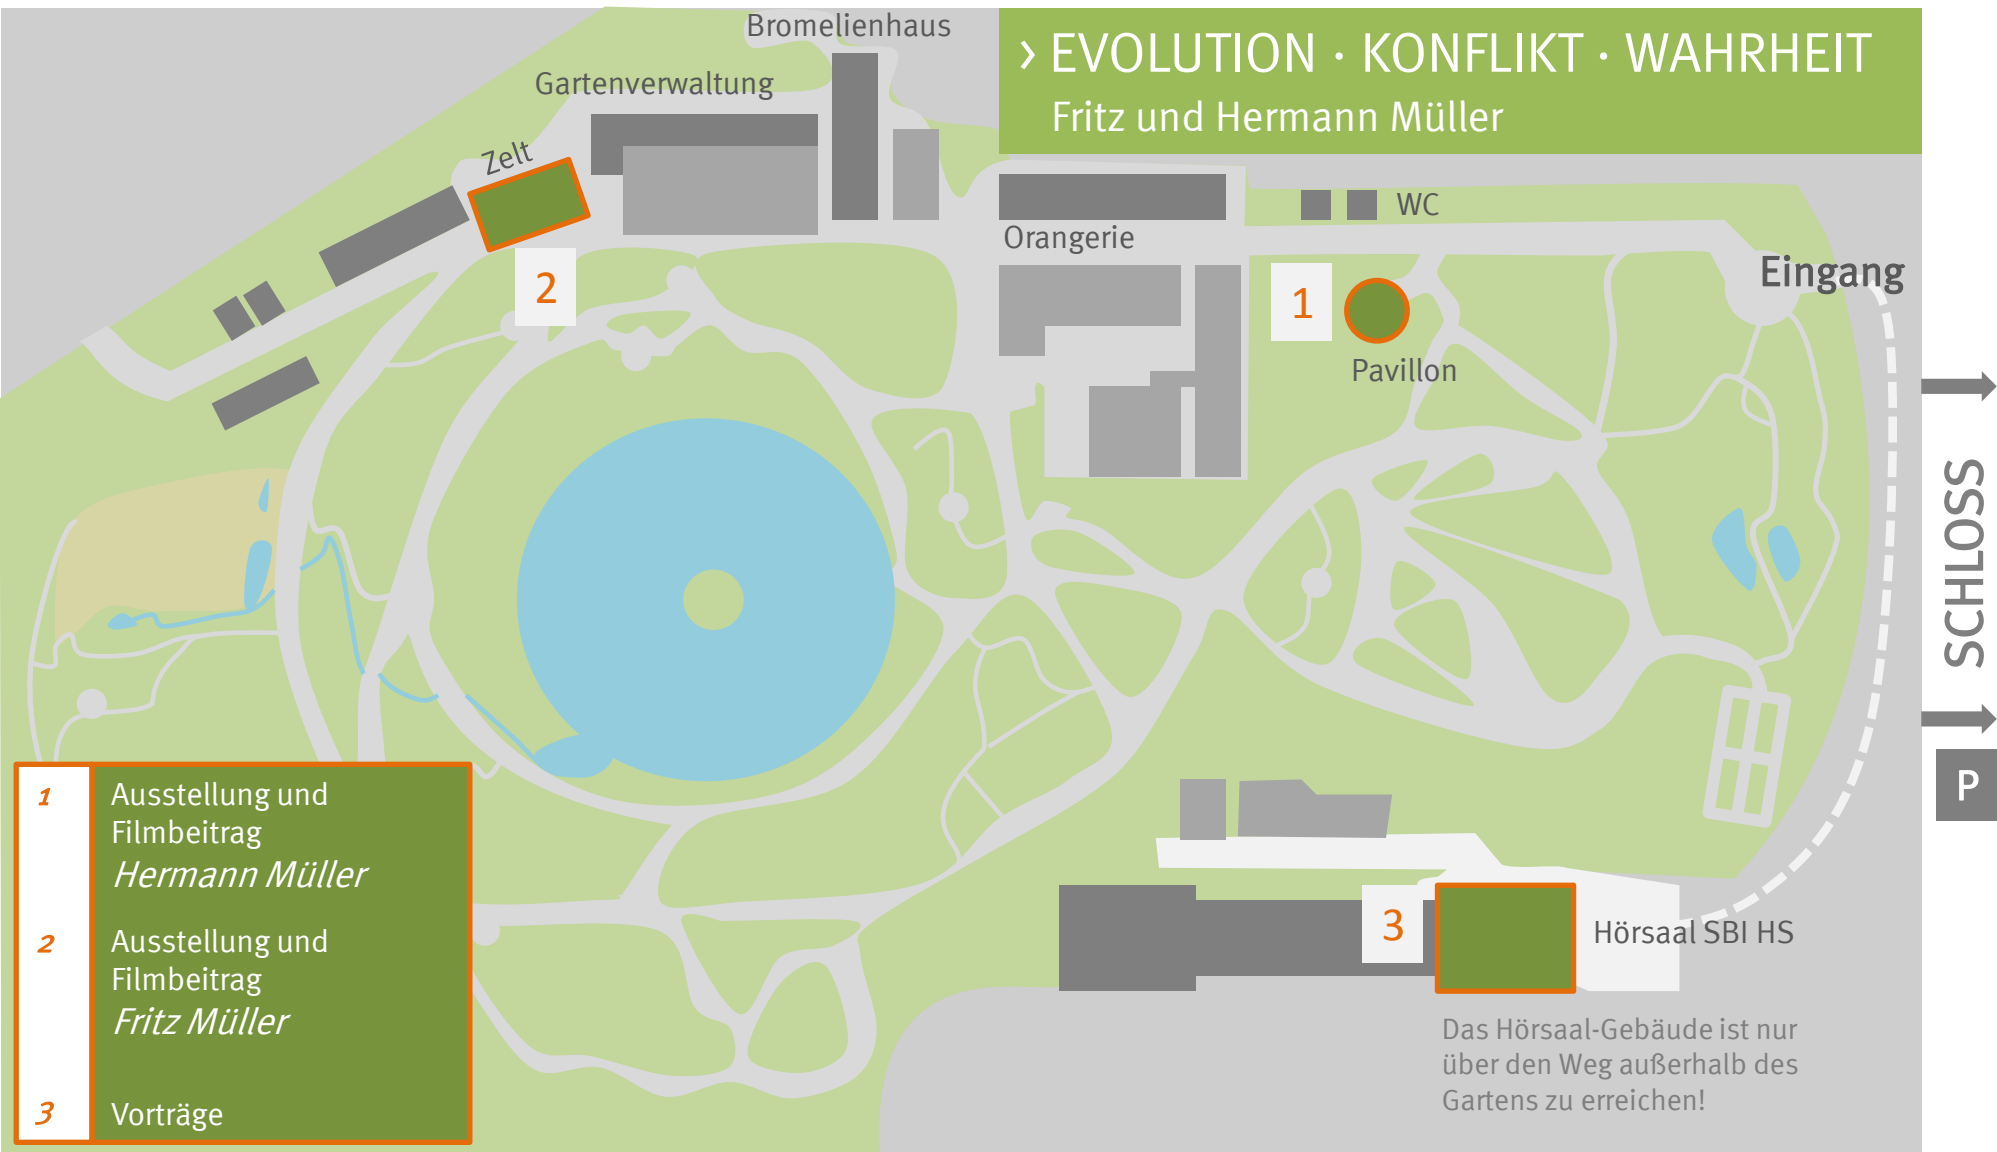 Bromelienhaus
› EVOLUTION · KONFLIKT · WAHRHEIT
Fritz und Hermann Müller
Gartenverwaltung
Zelt
WC
Orangerie
Eingang
2
1
Pavillon
SCHLOSS
P
1 Ausstellung und
Filmbeitrag
Hermann Müller
2 Ausstellung und
Filmbeitrag
Fritz Müller
3 Vorträge
3
Hörsaal SBI HS
Das Hörsaal-Gebäude ist nur
über den Weg außerhalb des
Gartens zu erreichen!